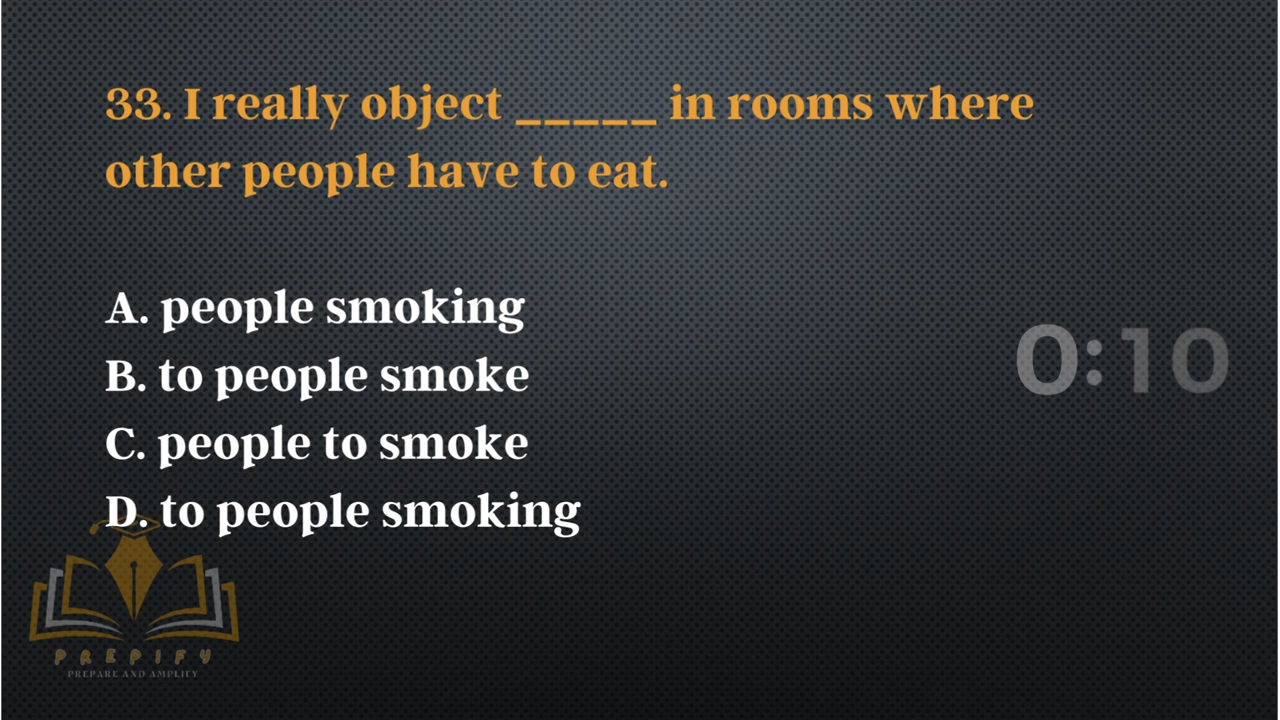 33. I really object _____ in rooms where
other people have to eat.
A. people smoking
B. to people smoke
0:10
C. people to smoke
D. to people smoking
PREPIFY
PREPARE AND AMPLIFY